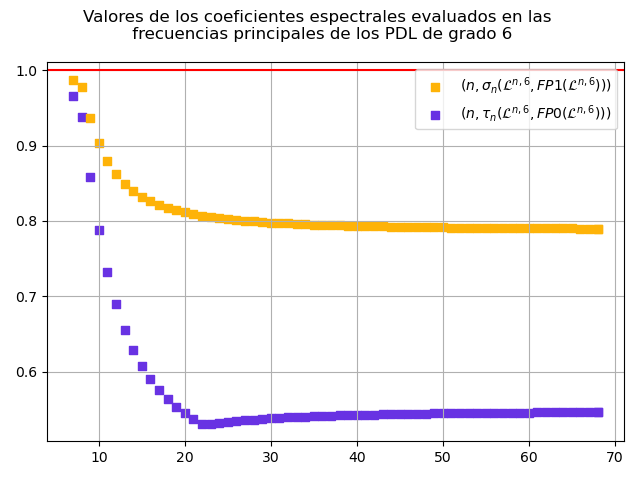 Valores de los coeficientes espectrales evaluados en las
frecuencias principales de los PDL de grado 6
1.0
0.9
0.8
0.7
0.6
10 20 30 40 50 60 70
(n, σₙ(ℒⁿ,⁶, FP1(ℒⁿ,⁶)))
(n, τₙ(ℒⁿ,⁶, FP0(ℒⁿ,⁶)))